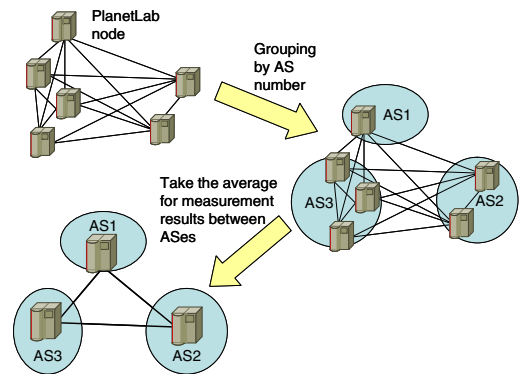 PlanetLab
node
Grouping
by AS
number
AS1
AS3
AS2
Take the average
for measurement
results between
ASes
AS1
AS3
AS2